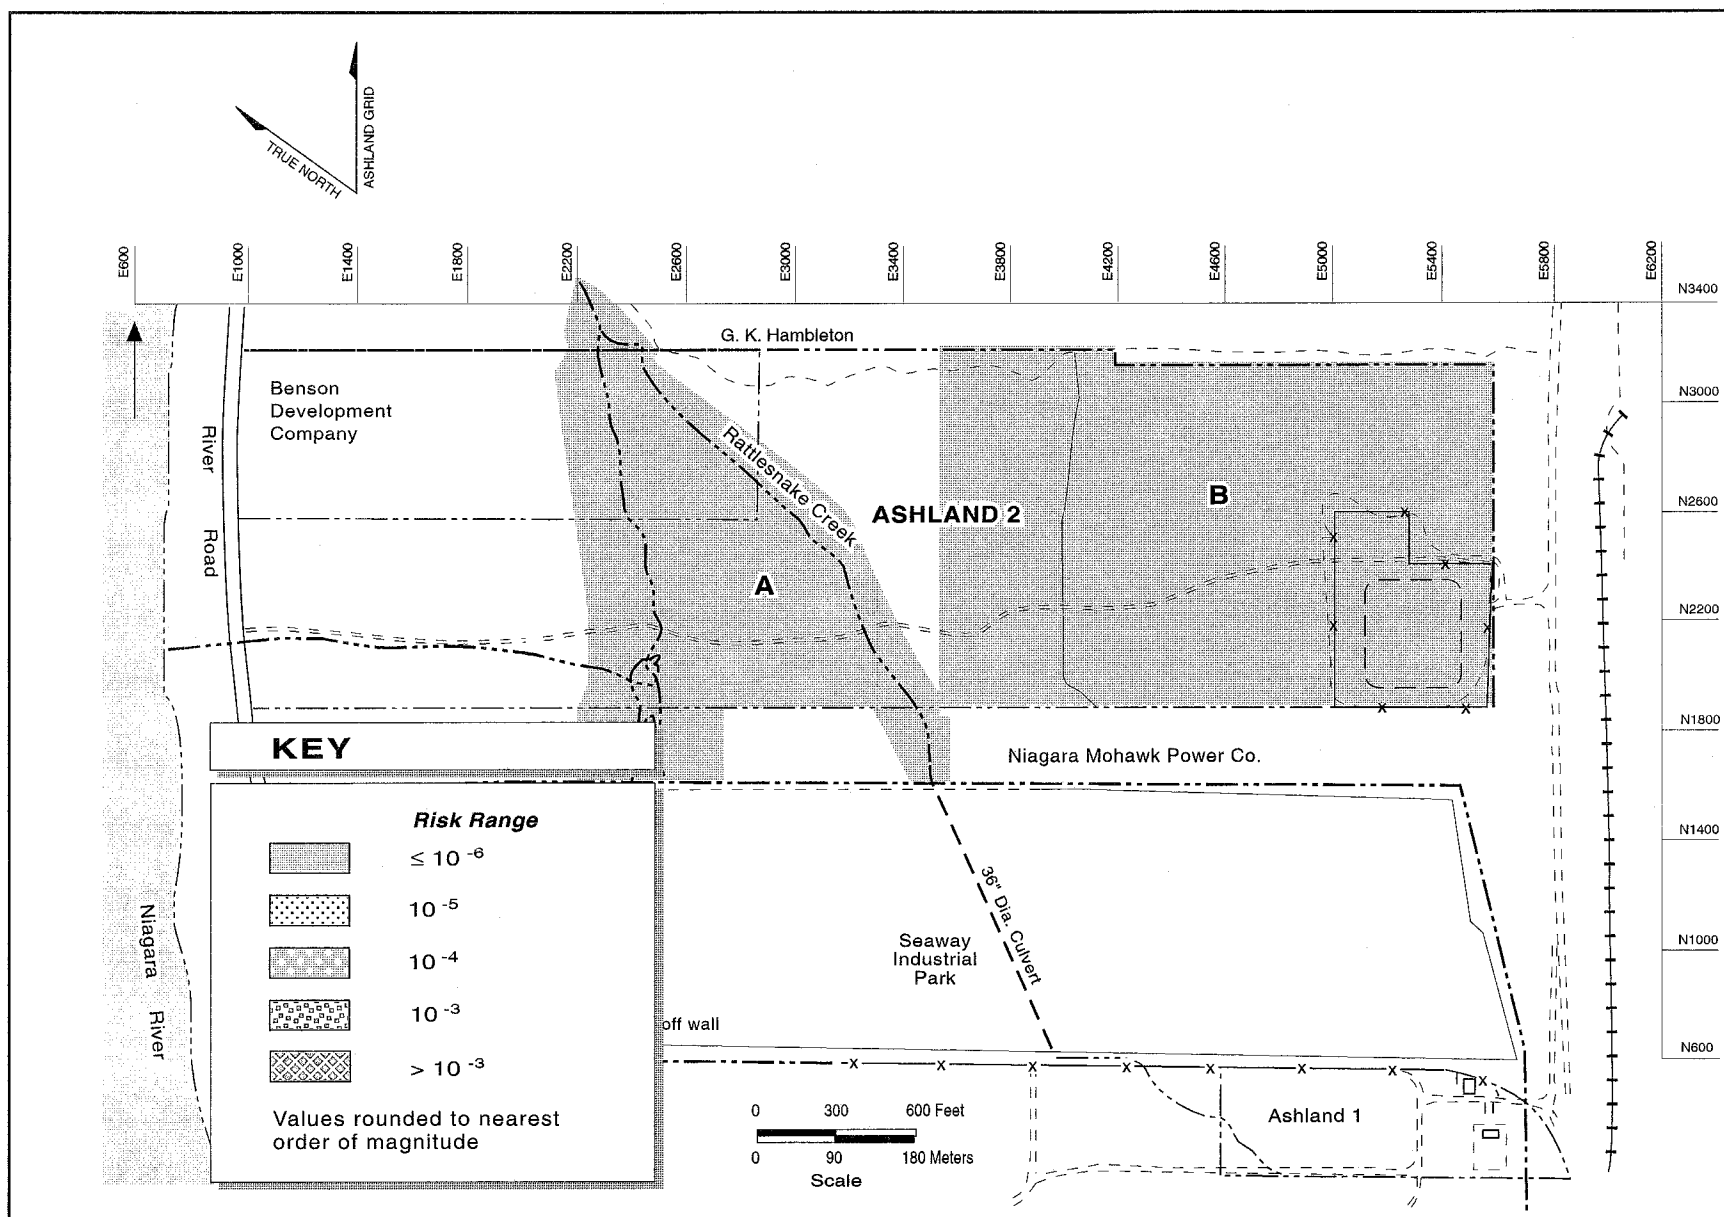 ASHLAND GRID
TRUE NORTH
E600
E1000
E1400
E1800
E2200
E2600
E3000
E3400
E3800
E4200
E4600
E5000
E5400
E5800
E6200
N3400
G. K. Hambleton
Benson
Development
Company
N3000
River
Road
Rattlesnake Creek
B
ASHLAND 2
N2600
A
N2200
N1800
KEY
Niagara Mohawk Power Co.
Risk Range
≤ 10 -6
10 -5
10 -4
10 -3
> 10 -3
Values rounded to nearest
order of magnitude
N1400
36" Dia. Culvert
Seaway
Industrial
Park
N1000
Niagara
River
off wall
N600
0 300 600 Feet
0 90 180 Meters
Scale
Ashland 1